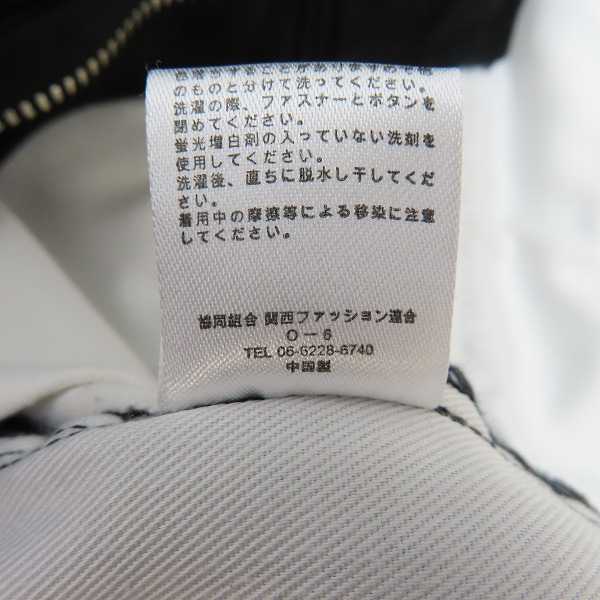 のものと分けて洗ってください。
洗濯の際、ファスナーとボタンを
閉めてください。
蛍光増白剤の入っていない洗剤を
使用してください。
洗濯後、直ちに脱水し干してくだ
さい。
着用中の摩擦等による移染に注意
してください。
協同組合 関西ファッション連合
O－6
TEL 06-6228-6740
中国製